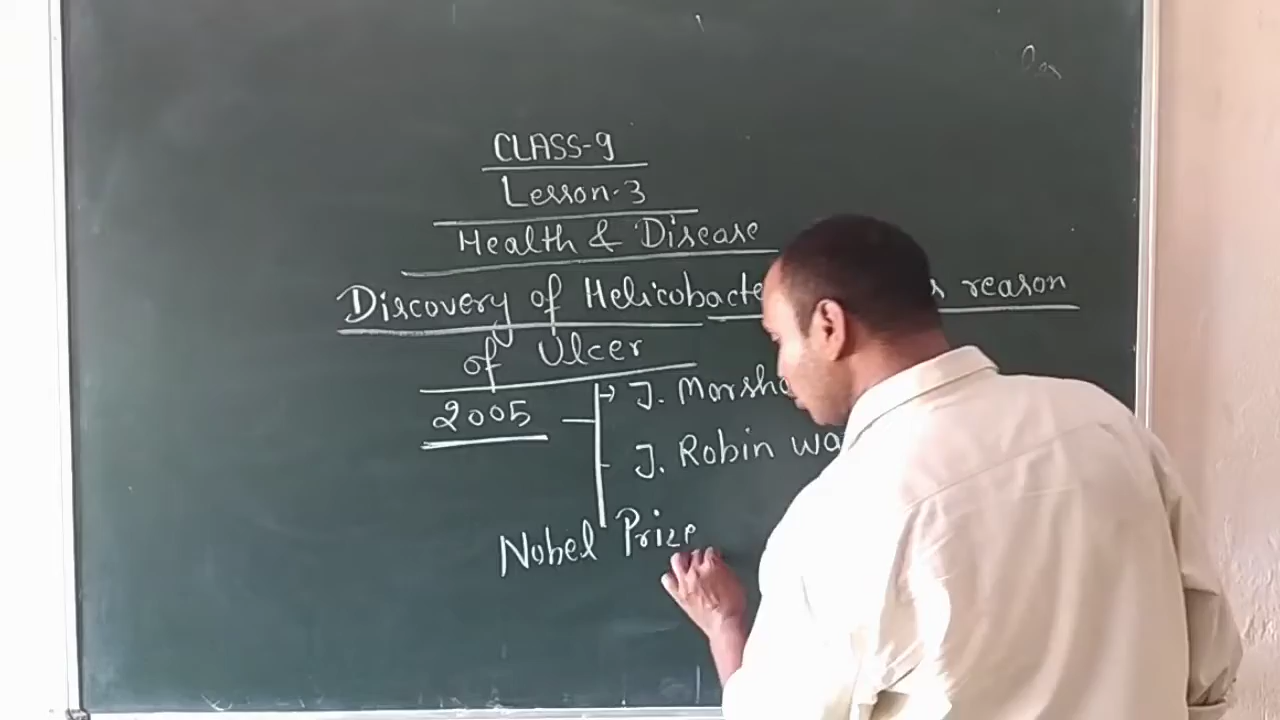 CLASS-9
Lesson-3
Health & Disease
Discovery of Helicobacte reason
of Ulcer
2005
J. Marsha
J. Robin wa
Nobel Prize